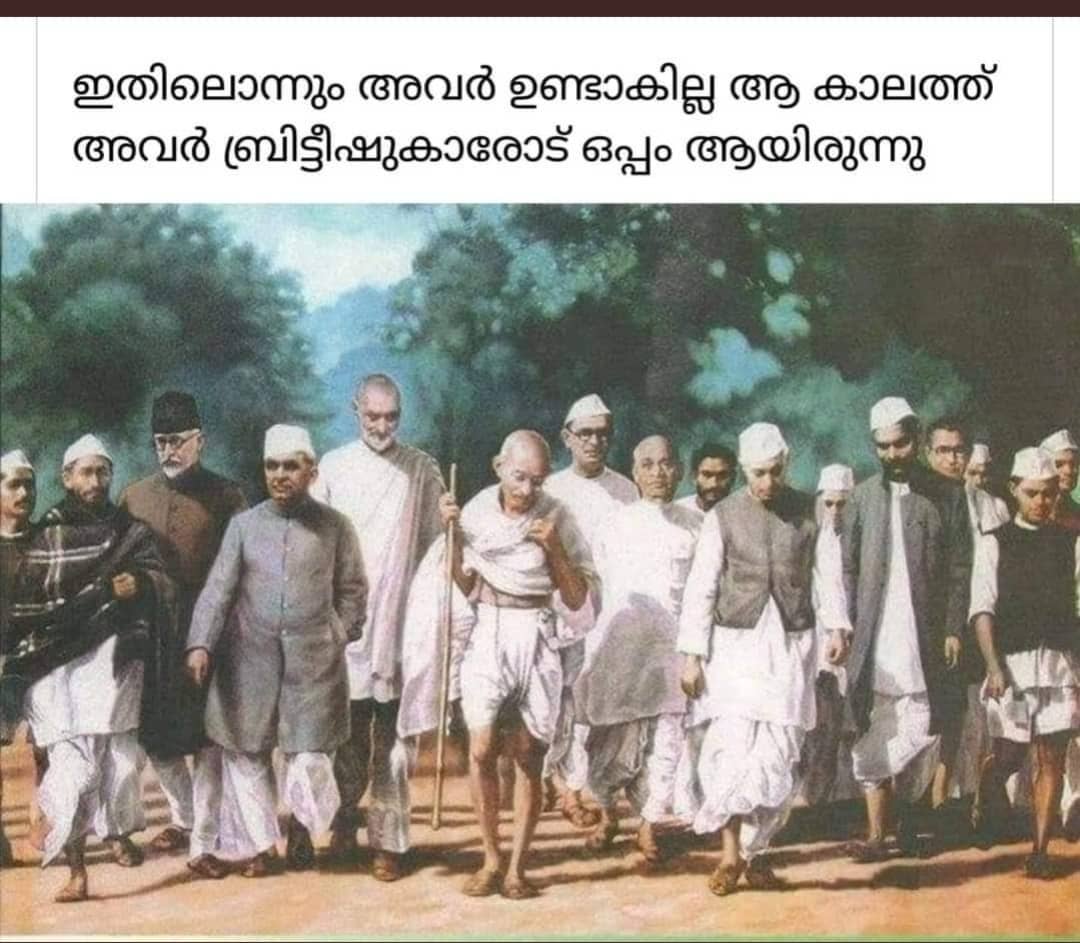 ഇതിലൊന്നും അവർ ഉണ്ടാകില്ല ആ കാലത്ത്
അവർ ബ്രിട്ടീഷുകാരോട് ഒപ്പം ആയിരുന്നു